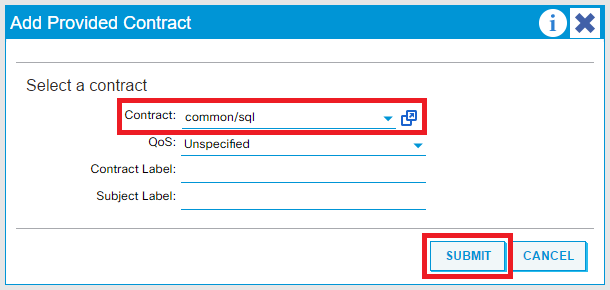 Add Provided Contract
Select a contract
Contract: common/sql
QoS: Unspecified
Contract Label:
Subject Label:
SUBMIT CANCEL